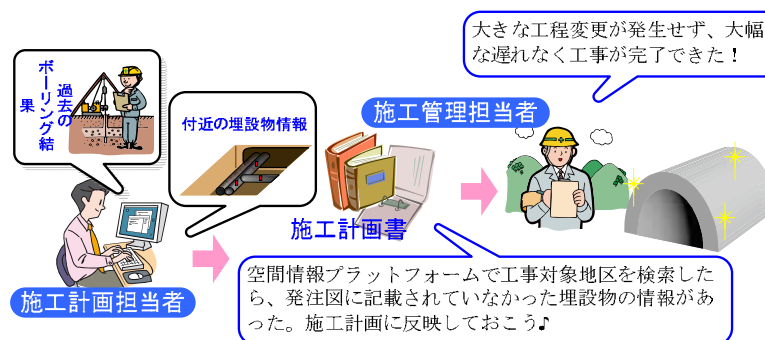 大きな工程変更が発生せず、大幅
な遅れなく工事が完了できた！
過去の
ボーリング結
果
付近の埋設物情報
施工管理担当者
施工計画書
施工計画担当者
空間情報プラットフォームで工事対象地区を検索した
ら、発注図に記載されていなかった埋設物の情報があ
った。施工計画に反映しておこう♪